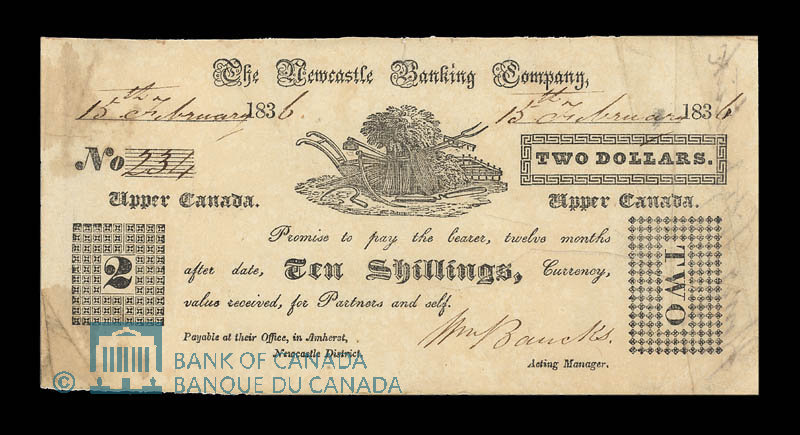 The Newcastle Banking Company,
15th February 1836. 15th February 1836
No 234 TWO DOLLARS.
Upper Canada. Upper Canada.
Promise to pay the bearer, twelve months
2 after date, Ten Shillings, Currency, TWO
value received, for Partners and self.
Payable at their Office, in Amherst,
Newcastle District.
Wm Bancks.
Acting Manager.
© BANK OF CANADA
BANQUE DU CANADA